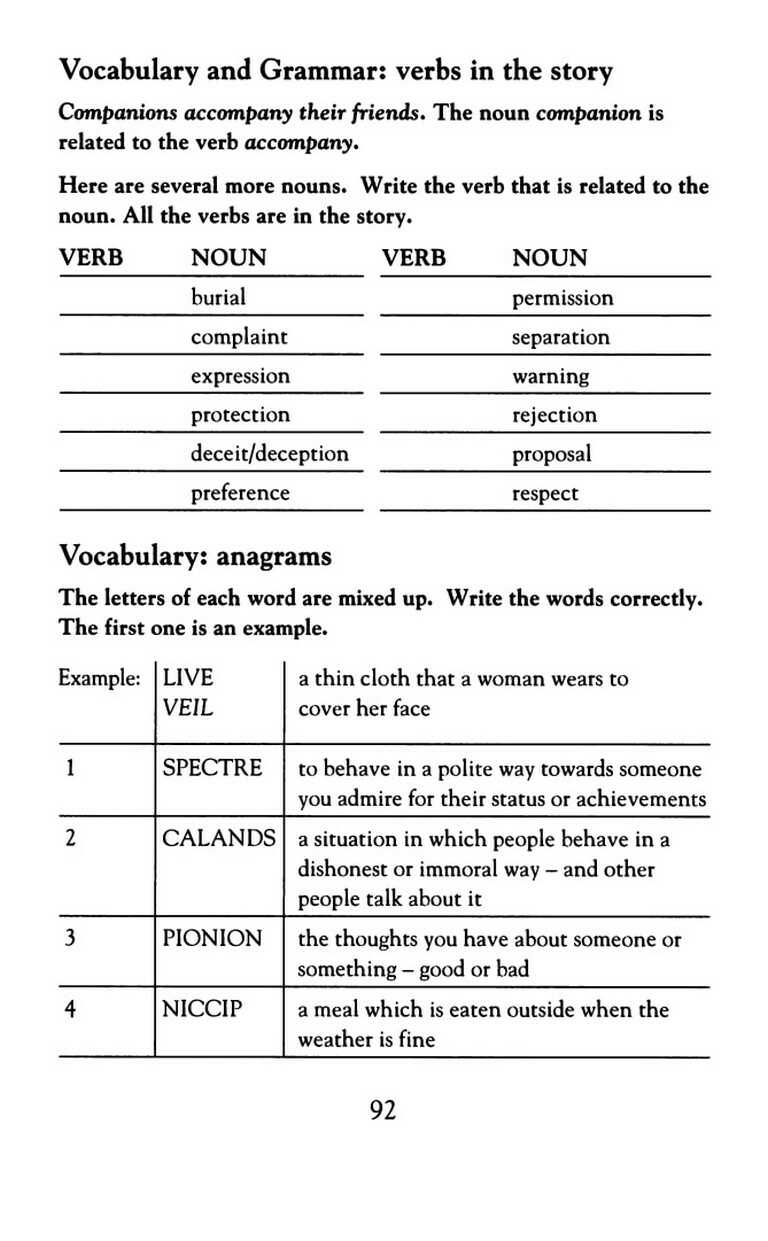 Vocabulary and Grammar: verbs in the story
Companions accompany their friends. The noun companion is
related to the verb accompany.
Here are several more nouns. Write the verb that is related to the
noun. All the verbs are in the story.
VERB NOUN VERB NOUN
burial permission
complaint separation
expression warning
protection rejection
deceit/deception proposal
preference respect
Vocabulary: anagrams
The letters of each word are mixed up. Write the words correctly.
The first one is an example.
Example: LIVE a thin cloth that a woman wears to
VEIL cover her face
1 SPECTRE to behave in a polite way towards someone
you admire for their status or achievements
2 CALANDS a situation in which people behave in a
dishonest or immoral way – and other
people talk about it
3 PIONION the thoughts you have about someone or
something – good or bad
4 NICCIP a meal which is eaten outside when the
weather is fine
92